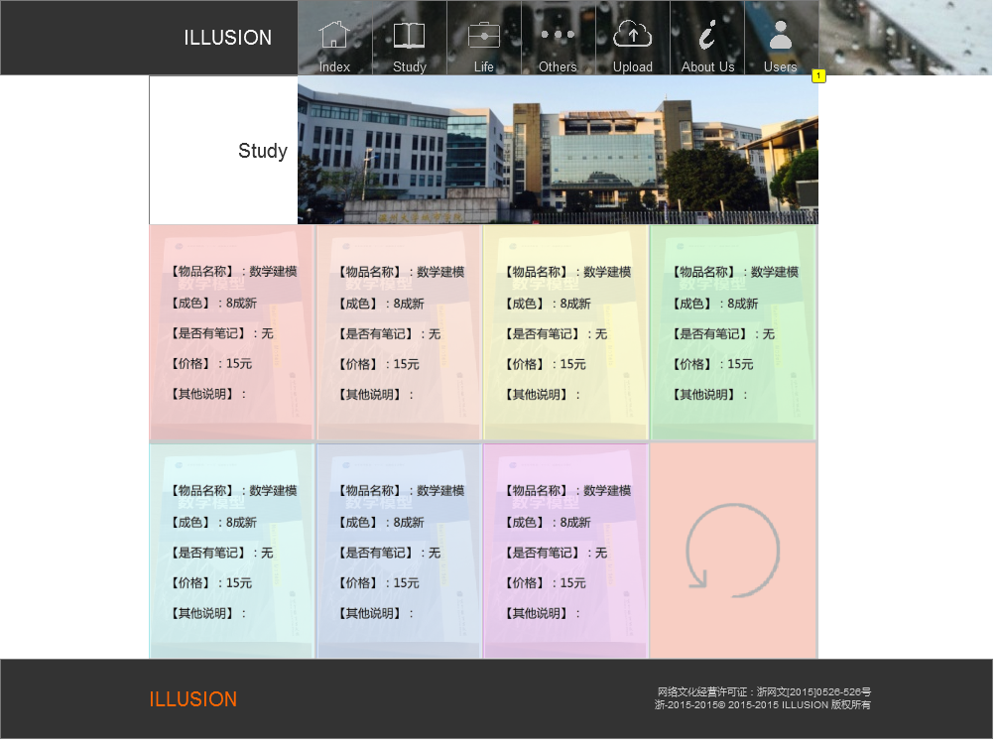 ILLUSION
Index Study Life Others Upload About Us Users
1
Study
温州大学城市学院
【物品名称】：数学建模
数学模型
【成色】：8成新
【是否有笔记】：无
【价格】：15元
【其他说明】：
【物品名称】：数学建模
数学模型
【成色】：8成新
【是否有笔记】：无
【价格】：15元
【其他说明】：
【物品名称】：数学建模
数学模型
【成色】：8成新
【是否有笔记】：无
【价格】：15元
【其他说明】：
【物品名称】：数学建模
数学模型
【成色】：8成新
【是否有笔记】：无
【价格】：15元
【其他说明】：
【物品名称】：数学建模
数学模型
【成色】：8成新
【是否有笔记】：无
【价格】：15元
【其他说明】：
【物品名称】：数学建模
数学模型
【成色】：8成新
【是否有笔记】：无
【价格】：15元
【其他说明】：
【物品名称】：数学建模
数学模型
【成色】：8成新
【是否有笔记】：无
【价格】：15元
【其他说明】：
ILLUSION
网络文化经营许可证：浙网文[2015]0526-526号
浙-2015-2015© 2015-2015 ILLUSION 版权所有